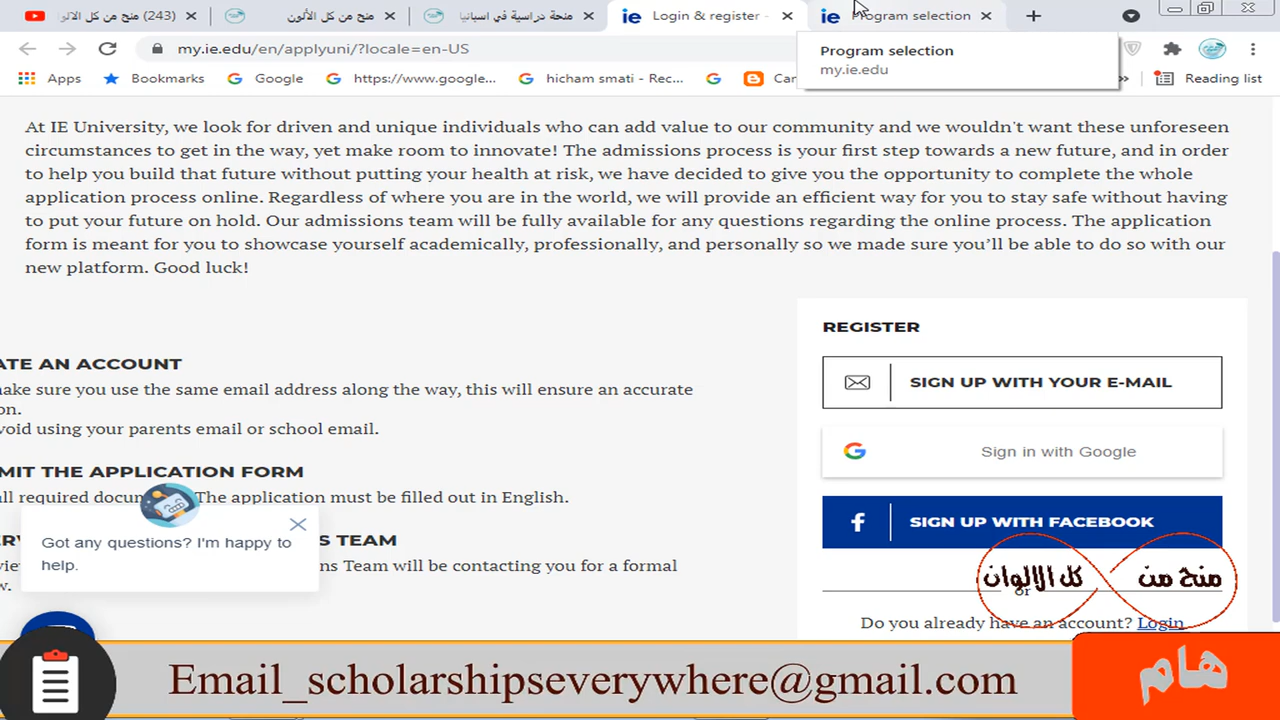 (243) منح من كل الالو
منح من كل الألون
منحة دراسية في اسبانيا
ie Login & register -
ie Program selection
my.ie.edu/en/applyuni/?locale=en-US
Program selection
my.ie.edu
Apps
Bookmarks
Google
https://www.google...
hicham smati - Rec...
Reading list
At IE University, we look for driven and unique individuals who can add value to our community and we wouldn't want these unforeseen
circumstances to get in the way, yet make room to innovate! The admissions process is your first step towards a new future, and in order
to help you build that future without putting your health at risk, we have decided to give you the opportunity to complete the whole
application process online. Regardless of where you are in the world, we will provide an efficient way for you to stay safe without having
to put your future on hold. Our admissions team will be fully available for any questions regarding the online process. The application
form is meant for you to showcase yourself academically, professionally, and personally so we made sure you’ll be able to do so with our
new platform. Good luck!
ATE AN ACCOUNT
make sure you use the same email address along the way, this will ensure an accurate
on.
void using your parents email or school email.
MIT THE APPLICATION FORM
all required docum The application must be filled out in English.
S TEAM
ns Team will be contacting you for a formal
w.
Got any questions? I'm happy to
help.
REGISTER
SIGN UP WITH YOUR E-MAIL
Sign in with Google
SIGN UP WITH FACEBOOK
or
منح من كل الالوان
Do you already have an account? Login
Email_scholarshipseverywhere@gmail.com
هام